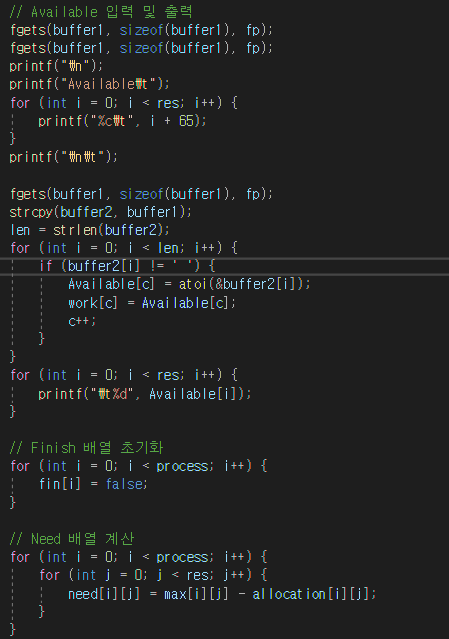 // Available 입력 및 출력
fgets(buffer1, sizeof(buffer1), fp);
fgets(buffer1, sizeof(buffer1), fp);
printf("₩n");
printf("Available₩t");
for (int i = 0; i < res; i++) {
    printf("%c₩t", i + 65);
}
printf("₩n₩t");

fgets(buffer1, sizeof(buffer1), fp);
strcpy(buffer2, buffer1);
len = strlen(buffer2);
for (int i = 0; i < len; i++) {
    if (buffer2[i] != ' ') {
        Available[c] = atoi(&buffer2[i]);
        work[c] = Available[c];
        c++;
    }
}
for (int i = 0; i < res; i++) {
    printf("₩t%d", Available[i]);
}

// Finish 배열 초기화
for (int i = 0; i < process; i++) {
    fin[i] = false;
}

// Need 배열 계산
for (int i = 0; i < process; i++) {
    for (int j = 0; j < res; j++) {
        need[i][j] = max[i][j] - allocation[i][j];
    }
}